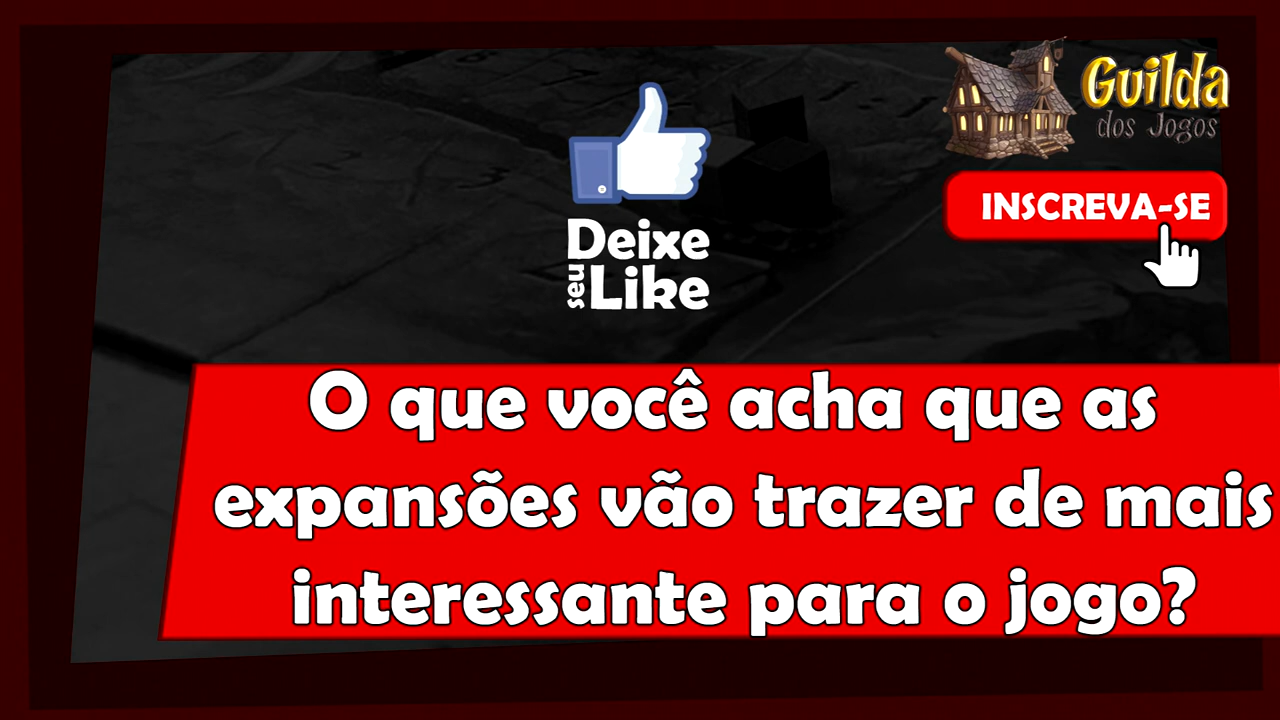 Guilda
dos Jogos
INSCREVA-SE
Deixe
seu Like
O que você acha que as
expansões vão trazer de mais
interessante para o jogo?